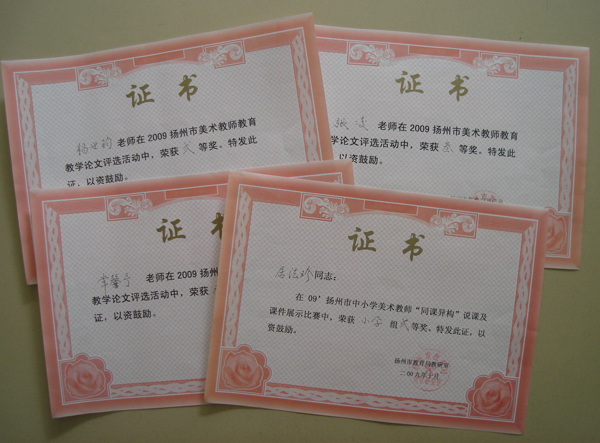 证 书
老师在 2009 扬州市美术教师教育
教学论文评选活动中，荣获 贰 等奖。特发此
证，以资鼓励。
证 书
老师在 2009 扬州市美术教师教育
学论文评选活动中，荣获 叁 等奖。特发此
，以资鼓励。
证 书
老师在 2009 扬州
教学论文评选活动中，荣获
证，以资鼓励。
证 书
同志：
在 09’扬州市中小学美术教师“同课异构”说课及
课件展示比赛中，荣获 小学 组 贰 等奖。特发此证，以
资鼓励。
扬州市教育局教研室
二00九年十月